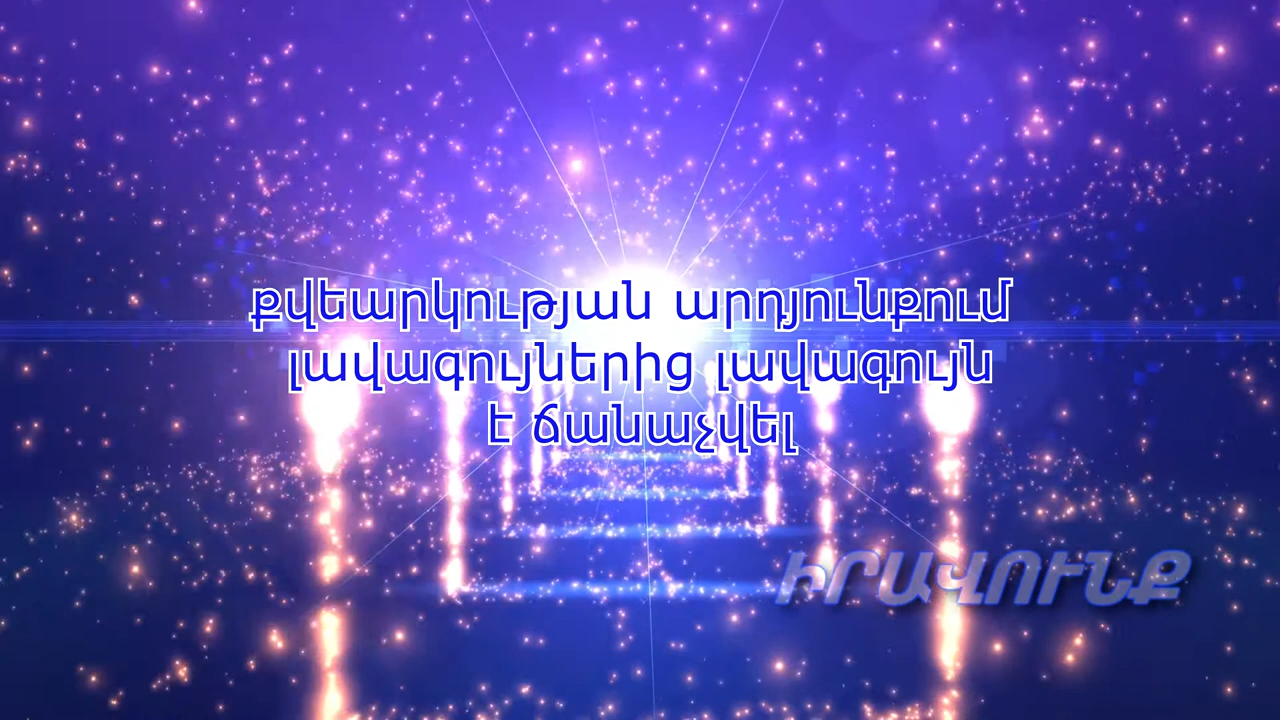 քվեարկության արդյունքում
լավագույներից լավագույն
է ճանաչվել
ԻՐԱՎՈՒՆՔ